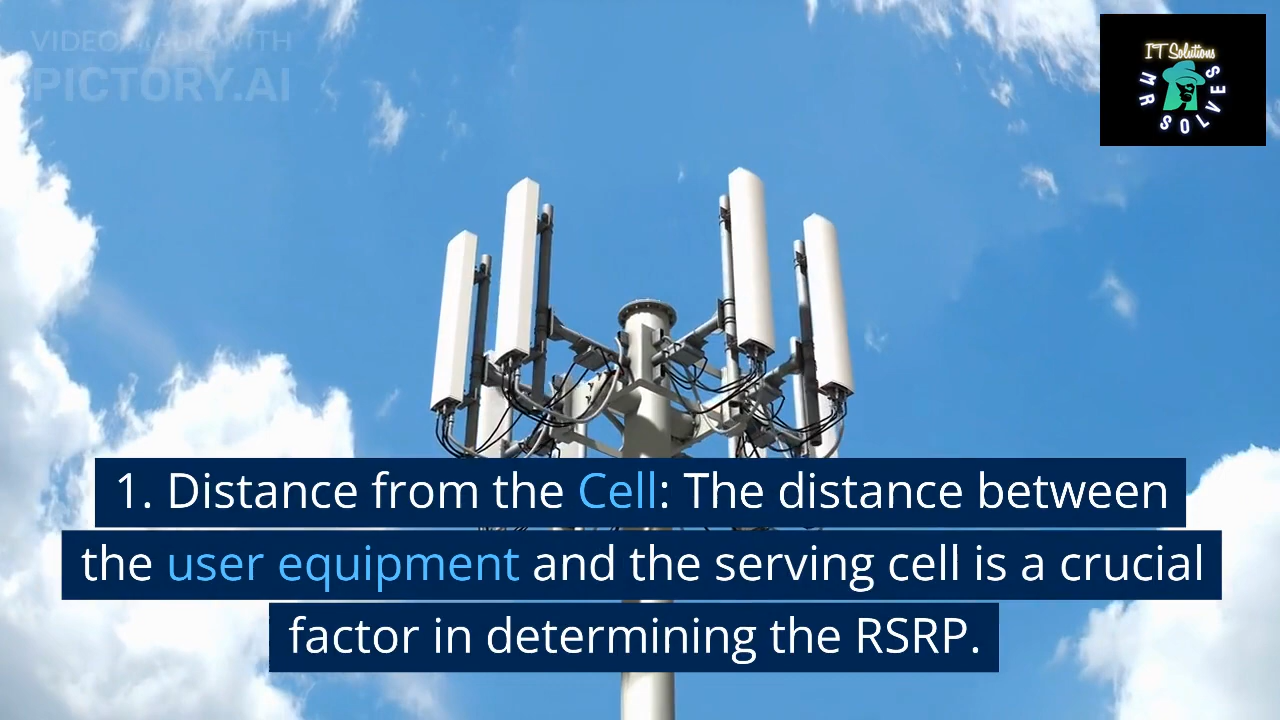 VIDEO MADE WITH
PICTORY.AI
IT Solutions
MR SOLVES
1. Distance from the Cell: The distance between
the user equipment and the serving cell is a crucial
factor in determining the RSRP.